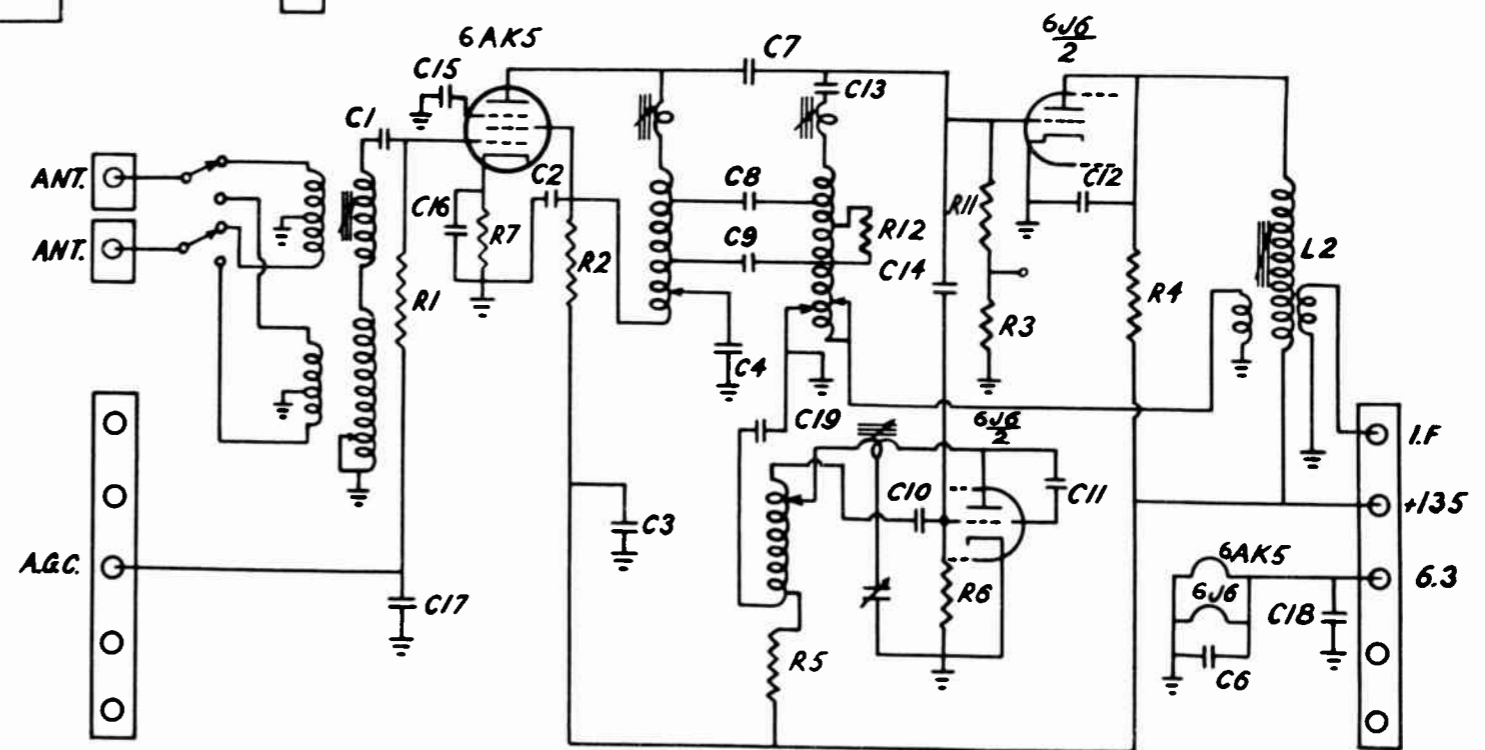 6AK5
6J6
2
C7
C15
C13
C1
ANT.
C2
C12
C8
C16
R7
R11
R12
C9
ANT.
R2
C14
L2
R1
R4
R3
C4
C19
6J6
2
I.F
C10
C11
+135
C3
A.G.C.
6AK5
6.3
6J6
R6
C17
C18
R5
C6